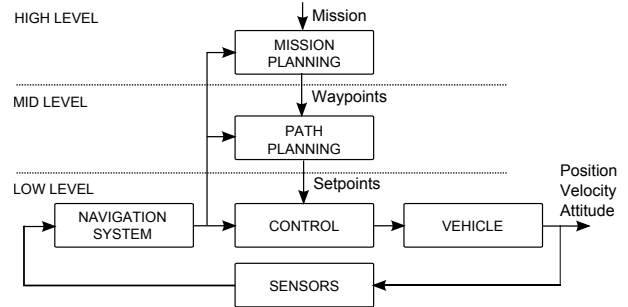 HIGH LEVEL
Mission
MISSION
PLANNING
MID LEVEL
Waypoints
PATH
PLANNING
LOW LEVEL
Setpoints
Position
Velocity
Attitude
NAVIGATION
SYSTEM
CONTROL
VEHICLE
SENSORS